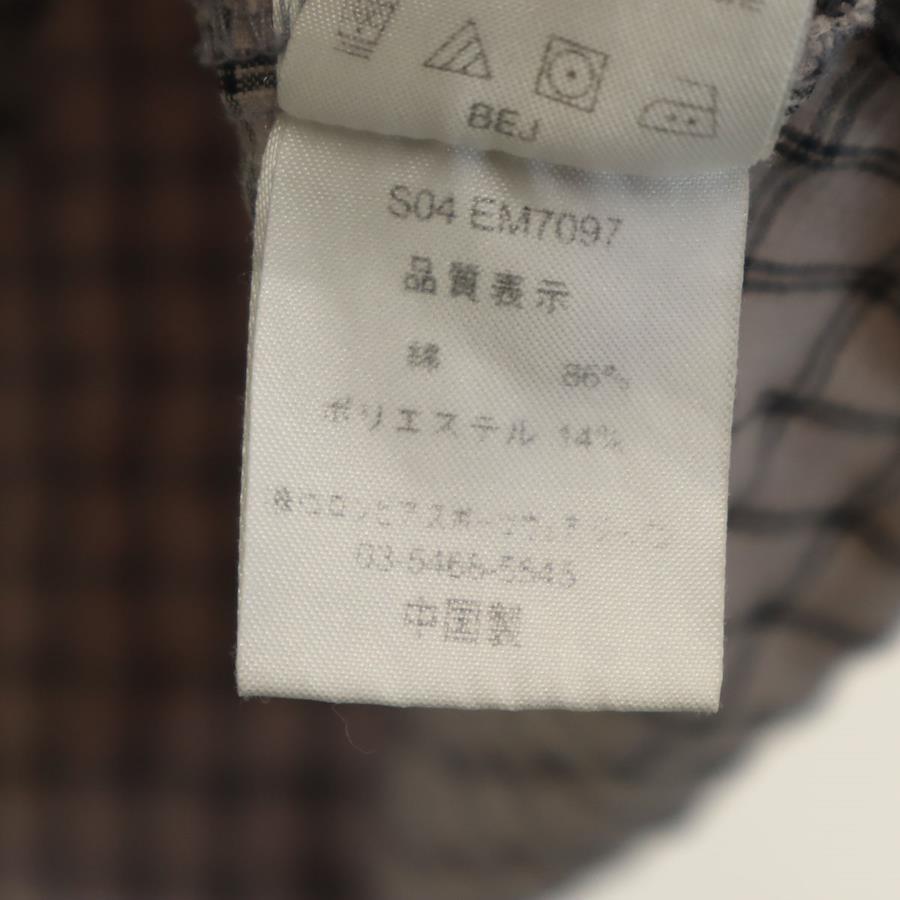 BEJ
S04 EM7097
品質表示
綿 86%
ポリエステル 14%
03-5465-5545
中国製